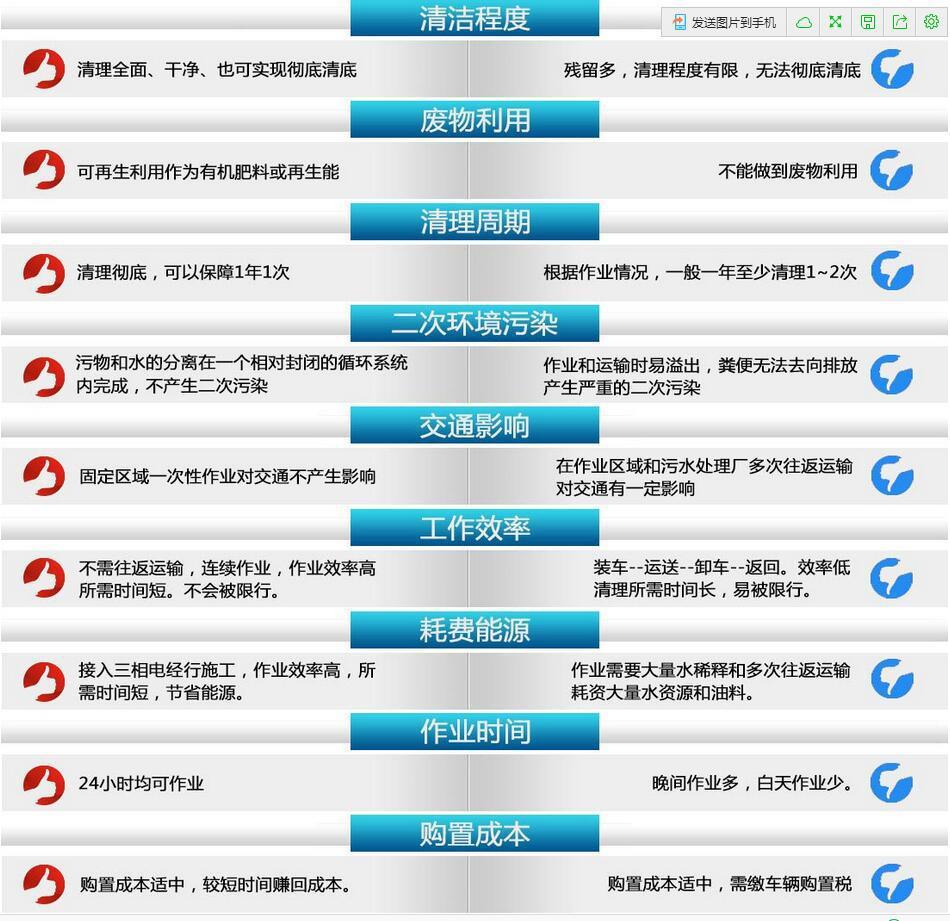 清洁程度
发送图片到手机
清理全面、干净、也可实现彻底清底
残留多，清理程度有限，无法彻底清底
废物利用
可再生利用作为有机肥料或再生能
不能做到废物利用
清理周期
清理彻底，可以保障1年1次
根据作业情况，一般一年至少清理1~2次
二次环境污染
污物和水的分离在一个相对封闭的循环系统
内完成，不产生二次污染
作业和运输时易溢出，粪便无法去向排放
产生严重的二次污染
交通影响
固定区域一次性作业对交通不产生影响
在作业区域和污水处理厂多次往返运输
对交通有一定影响
工作效率
不需往返运输，连续作业，作业效率高
所需时间短。不会被限行。
装车--运送--卸车--返回。效率低
清理所需时间长，易被限行。
耗费能源
接入三相电经行施工，作业效率高，所
需时间短，节省能源。
作业需要大量水稀释和多次往返运输
耗资大量水资源和油料。
作业时间
24小时均可作业
晚间作业多，白天作业少。
购置成本
购置成本适中，较短时间赚回成本。
购置成本适中，需缴车辆购置税